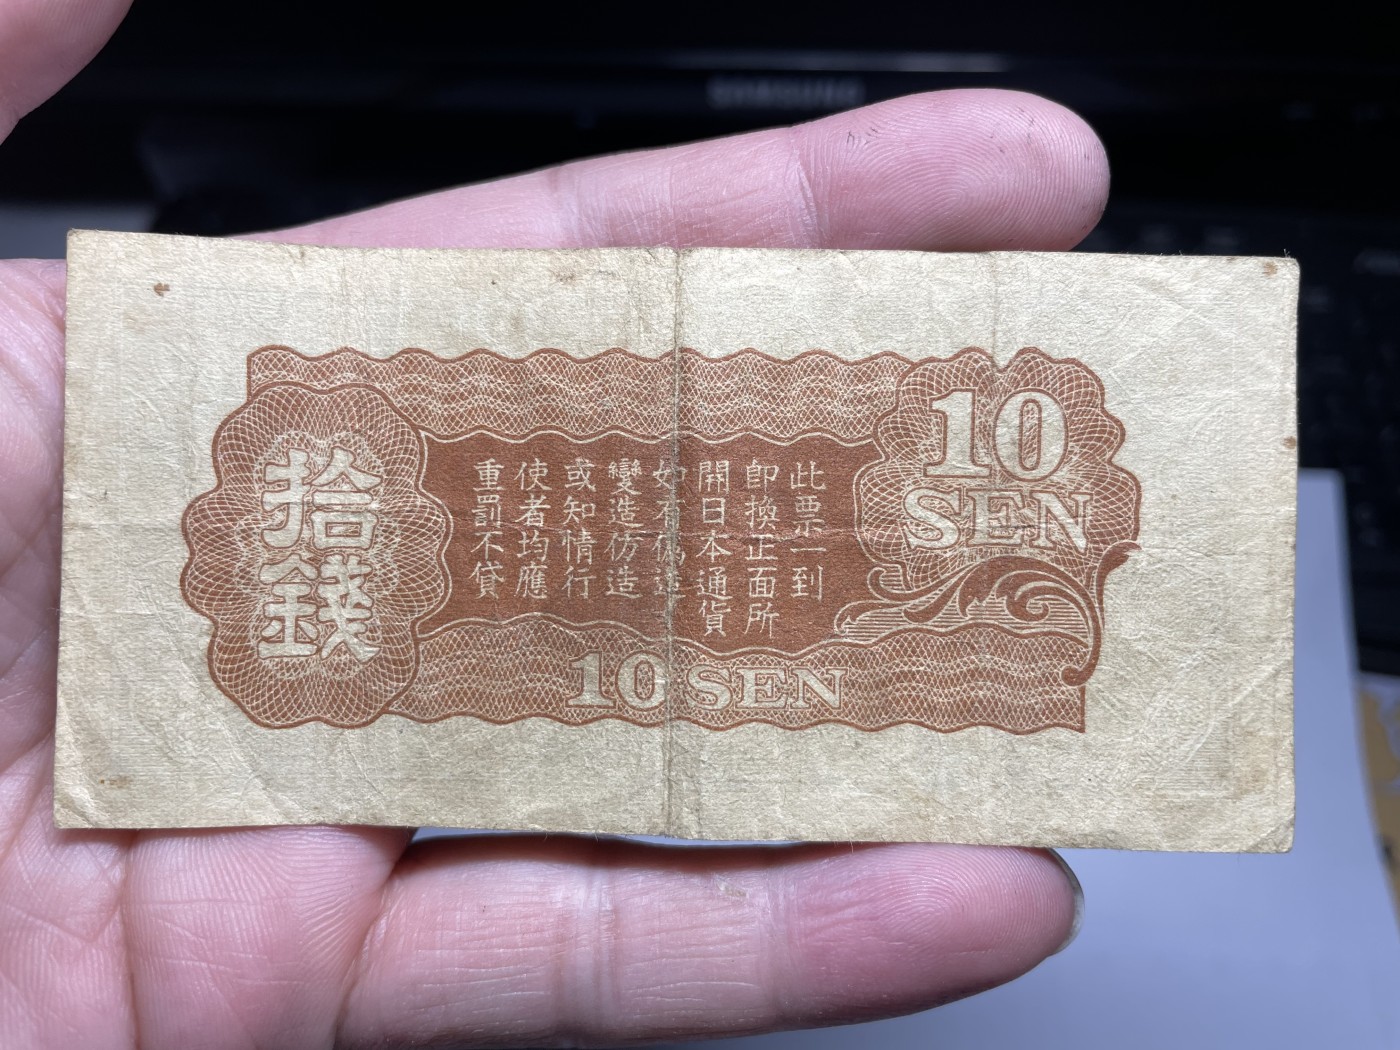 SAMSUNG
拾錢
10
SEN
此票一到
即換正面所
開日本通貨
如有偽造
變造仿造
或知情行
使者均應
重罰不貸
10 SEN